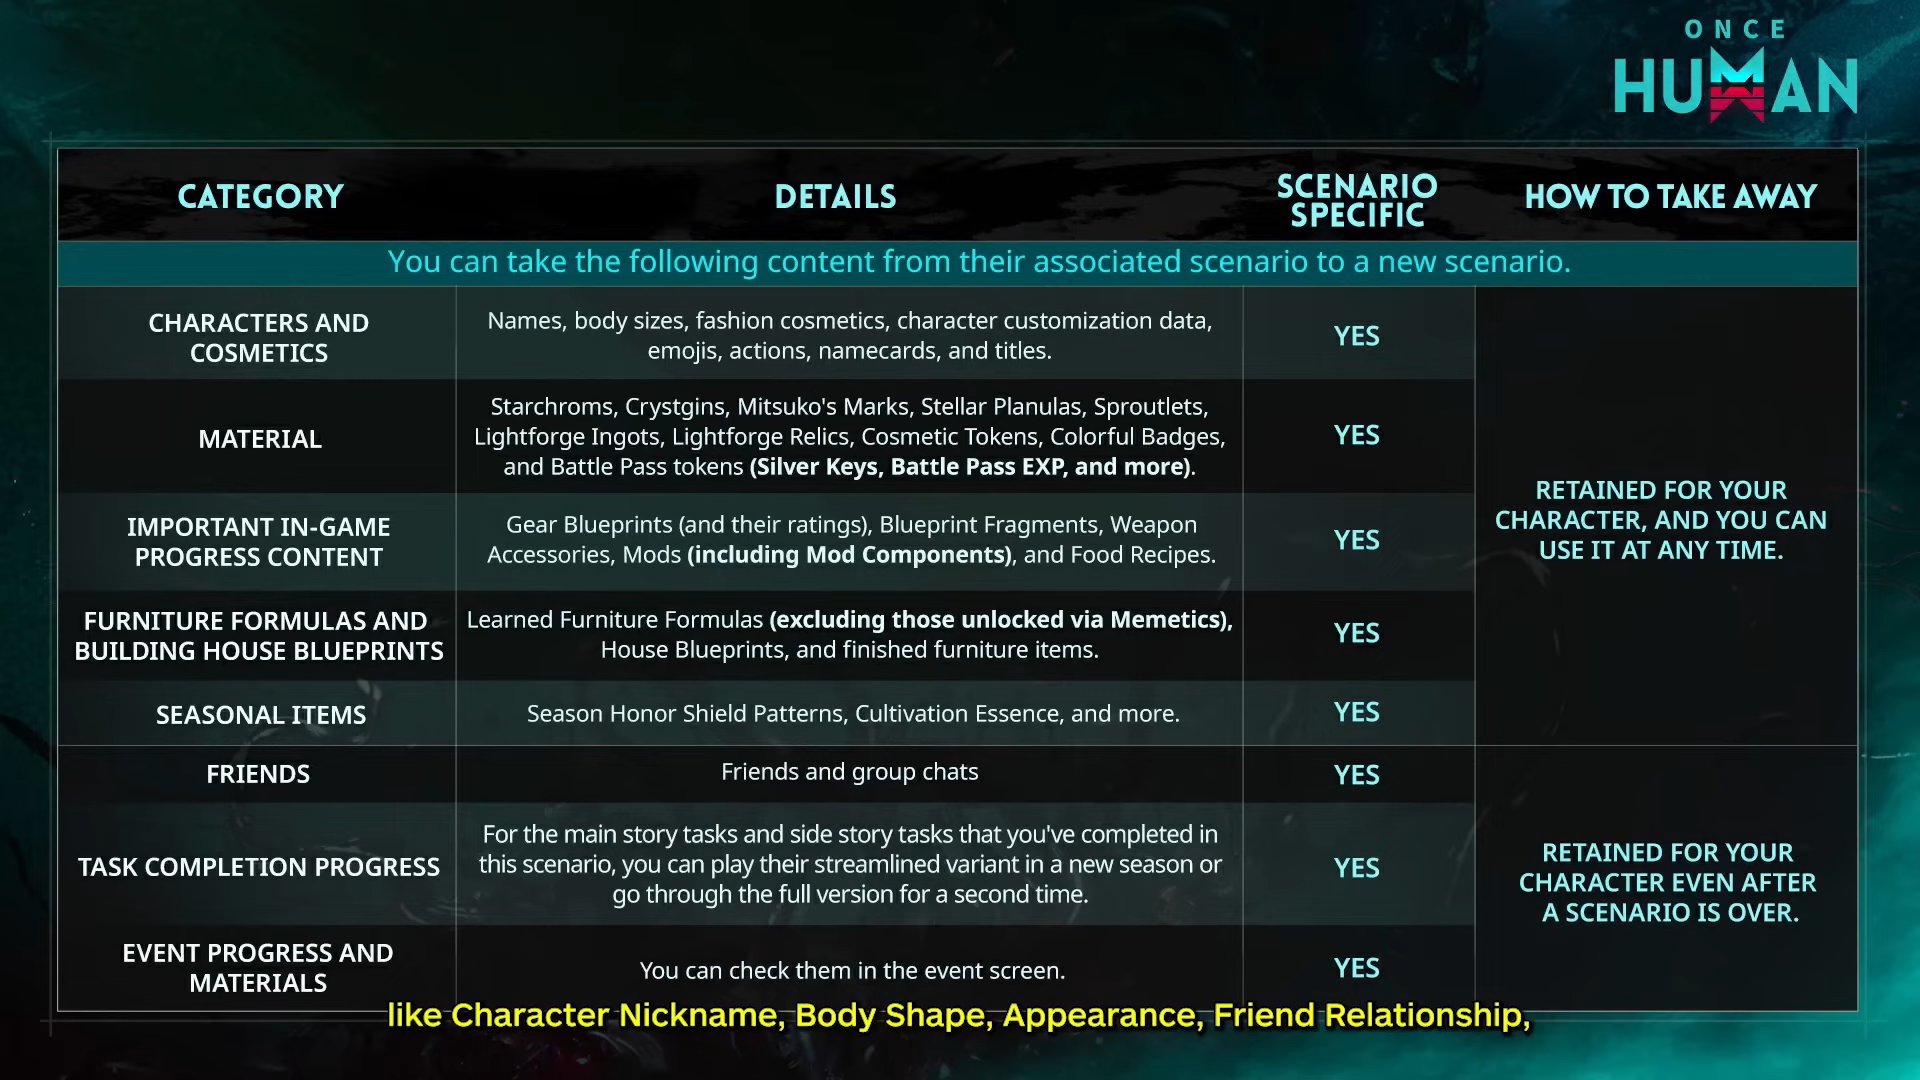 ONCE
HUMAN
CATEGORY
DETAILS
SCENARIO
SPECIFIC
HOW TO TAKE AWAY
You can take the following content from their associated scenario to a new scenario.
CHARACTERS AND
COSMETICS
Names, body sizes, fashion cosmetics, character customization data,
emojis, actions, namecards, and titles.
YES
MATERIAL
Starchroms, Crystgins, Mitsuko's Marks, Stellar Planulas, Sproutlets,
Lightforge Ingots, Lightforge Relics, Cosmetic Tokens, Colorful Badges,
and Battle Pass tokens (Silver Keys, Battle Pass EXP, and more).
YES
IMPORTANT IN-GAME
PROGRESS CONTENT
Gear Blueprints (and their ratings), Blueprint Fragments, Weapon
Accessories, Mods (including Mod Components), and Food Recipes.
YES
FURNITURE FORMULAS AND
BUILDING HOUSE BLUEPRINTS
Learned Furniture Formulas (excluding those unlocked via Memetics),
House Blueprints, and finished furniture items.
YES
SEASONAL ITEMS
Season Honor Shield Patterns, Cultivation Essence, and more.
YES
RETAINED FOR YOUR
CHARACTER, AND YOU CAN
USE IT AT ANY TIME.
FRIENDS
Friends and group chats
YES
TASK COMPLETION PROGRESS
For the main story tasks and side story tasks that you've completed in
this scenario, you can play their streamlined variant in a new season or
go through the full version for a second time.
YES
EVENT PROGRESS AND
MATERIALS
You can check them in the event screen.
YES
RETAINED FOR YOUR
CHARACTER EVEN AFTER
A SCENARIO IS OVER.
like Character Nickname, Body Shape, Appearance, Friend Relationship,